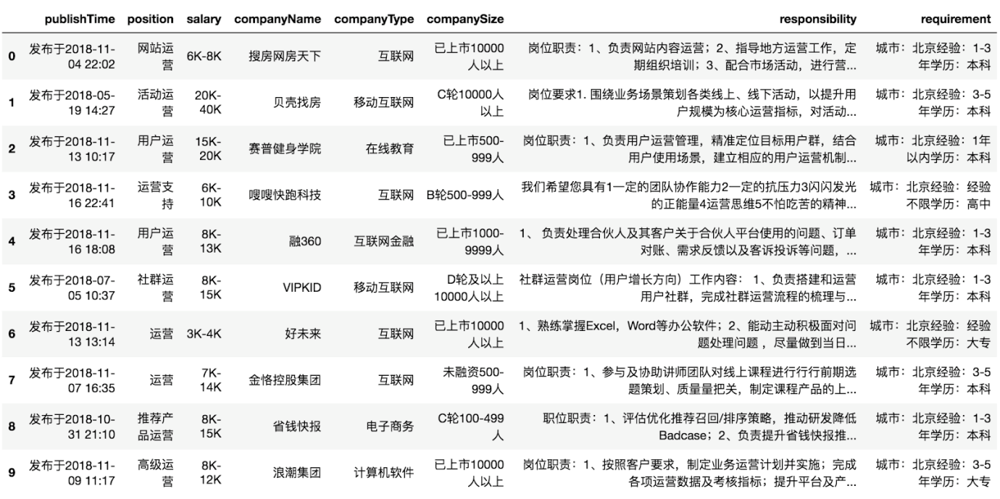 publishTime position salary companyName companyType companySize responsibility requirement
0 发布于2018-11-04 22:02 网站运营 6K-8K 搜房网房天下 互联网 已上市10000人以上 岗位职责：1、负责网站内容运营；2、指导地方运营工作，定期组织培训；3、配合市场活动，进行营... 城市：北京经验：1-3年学历：本科
1 发布于2018-05-19 14:27 活动运营 20K-40K 贝壳找房 移动互联网 C轮10000人以上 岗位要求1. 围绕业务场景策划各类线上、线下活动，以提升用户规模为核心运营指标，对活动... 城市：北京经验：3-5年学历：本科
2 发布于2018-11-13 10:17 用户运营 15K-20K 赛普健身学院 在线教育 已上市500-999人 岗位职责：1、负责用户运营管理，精准定位目标用户群，结合用户使用场景，建立相应的用户运营机制... 城市：北京经验：1年以内学历：本科
3 发布于2018-11-16 22:41 运营支持 6K-10K 嗖嗖快跑科技 互联网 B轮500-999人 我们希望您具有1一定的团队协作能力2一定的抗压力3闪闪发光的正能量4运营思维5不怕吃苦的精神... 城市：北京经验：经验不限学历：高中
4 发布于2018-11-16 18:08 用户运营 8K-13K 融360 互联网金融 已上市1000-9999人 1、 负责处理合伙人及其客户关于合伙人平台使用的问题、订单对账、需求反馈以及客诉投诉等问题，... 城市：北京经验：1-3年学历：本科
5 发布于2018-07-05 10:37 社群运营 8K-15K VIPKID 移动互联网 D轮及以上10000人以上 社群运营岗位（用户增长方向）工作内容： 1、负责搭建和运营用户社群，完成社群运营流程的梳理与... 城市：北京经验：1-3年学历：本科
6 发布于2018-11-13 13:14 运营 3K-4K 好未来 互联网 已上市10000人以上 1、熟练掌握Excel，Word等办公软件；2、能动主动积极面对问题处理问题 ，尽量做到当日... 城市：北京经验：经验不限学历：大专
7 发布于2018-11-07 16:35 运营 7K-14K 金恪控股集团 互联网 未融资500-999人 岗位职责：1、参与及协助讲师团队对线上课程进行行行前期选题策划、质量量把关，制定课程产品的上... 城市：北京经验：3-5年学历：本科
8 发布于2018-10-31 21:10 推荐产品运营 8K-15K 省钱快报 电子商务 C轮100-499人 职位职责：1、评估优化推荐召回/排序策略，推动研发降低Badcase；2、负责提升省钱快报推... 城市：北京经验：1-3年学历：本科
9 发布于2018-11-09 11:17 高级运营 8K-12K 浪潮集团 计算机软件 已上市10000人以上 岗位职责：1、按照客户要求，制定业务运营计划并实施；完成各项运营数据及考核指标；提升平台及产... 城市：北京经验：3-5年学历：大专